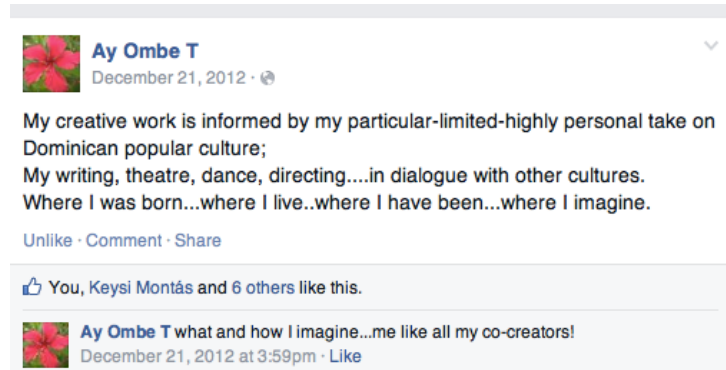 Ay Ombe T
December 21, 2012 ·
My creative work is informed by my particular-limited-highly personal take on
Dominican popular culture;
My writing, theatre, dance, directing....in dialogue with other cultures.
Where I was born...where I live..where I have been...where I imagine.
Unlike · Comment · Share
You, Keysi Montás and 6 others like this.
Ay Ombe T what and how I imagine...me like all my co-creators!
December 21, 2012 at 3:59pm · Like